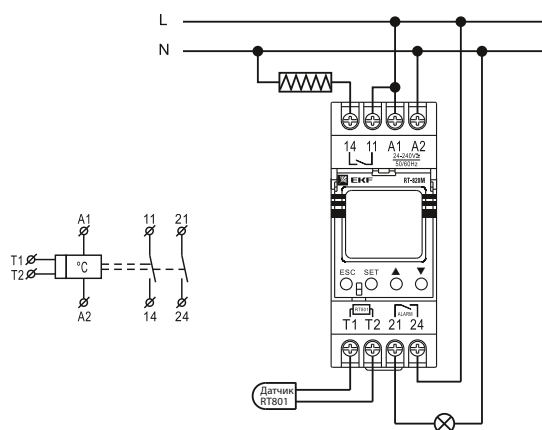 L
N
14 11 A1 A2
24-240V≂
50/60Hz
EKF RT-820M
ESC SET ▲ ▼
RT801
ALARM
T1 T2 21 24
Датчик
RT801
A1 11 21
T1
T2
°C
A2 14 24